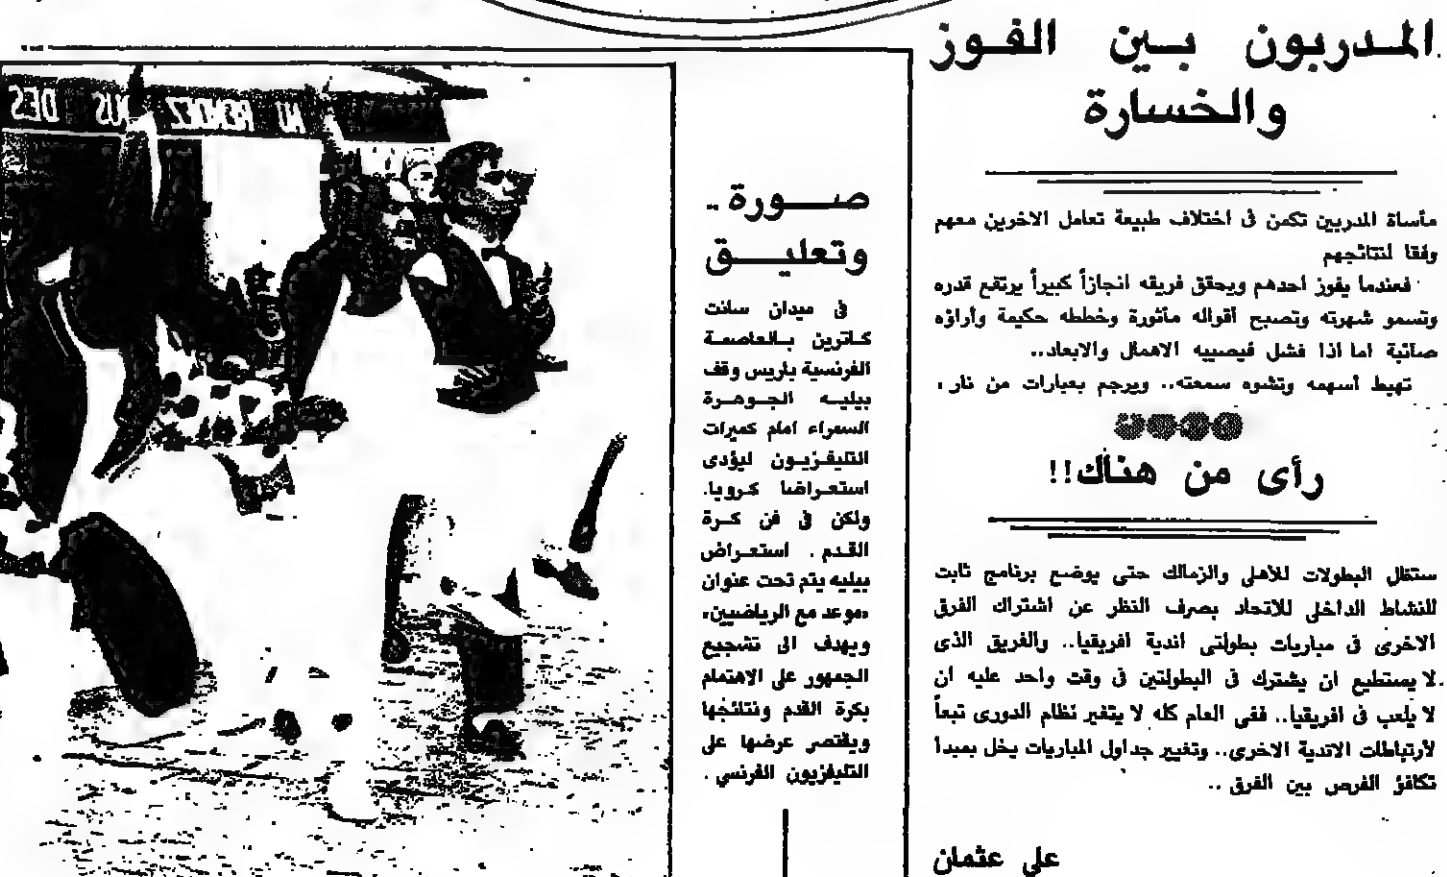 المدربون بين الفوز
والخسارة
مأساة المدربين تكمن فى اختلاف طبيعة تعامل الاخرين معهم
وفقا لنتائجهم
فعندما يفوز احدهم ويحقق فريقه انجازاً كبيراً يرتفع قدره
وتسمو شهرته وتصبح أقواله مأثورة وخططه حكيمة وأراؤه
صائبة اما اذا فشل فيصيبه الاهمال والابعاد..
تهبط أسهمه وتشوه سمعته.. ويرجم بعبارات من نار .
رأى من هناك!!
ستظل البطولات للأهلى والزمالك حتى يوضع برنامج ثابت
للنشاط الداخلى للاتحاد بصرف النظر عن اشتراك الفرق
الاخرى فى مباريات بطولتى اندية افريقيا.. والفريق الذى
لا يستطيع ان يشترك فى البطولتين فى وقت واحد عليه ان
لا يلعب فى افريقيا.. ففى العام كله لا يتغير نظام الدورى تبعاً
لأرتباطات الاندية الاخرى.. وتغيير جداول المباريات يخل بمبدا
تكافؤ الفرص بين الفرق ..
على عثمان
صورة ..
وتعليق
فى ميدان سانت
كاترين بالعاصمة
الفرنسية باريس وقف
بيليه الجوهرة
السمراء امام كميرات
التليفزيون ليؤدى
استعراضا كرويا.
ولكن فى فن كرة
القدم . استعراض
بيليه يتم تحت عنوان
«موعد مع الرياضيين»
ويهدف الى تشجيع
الجمهور على الاهتمام
بكرة القدم ونتائجها
ويقتصر عرضها على
التليفزيون الفرنسي .
AU RENDEZ OUS DES